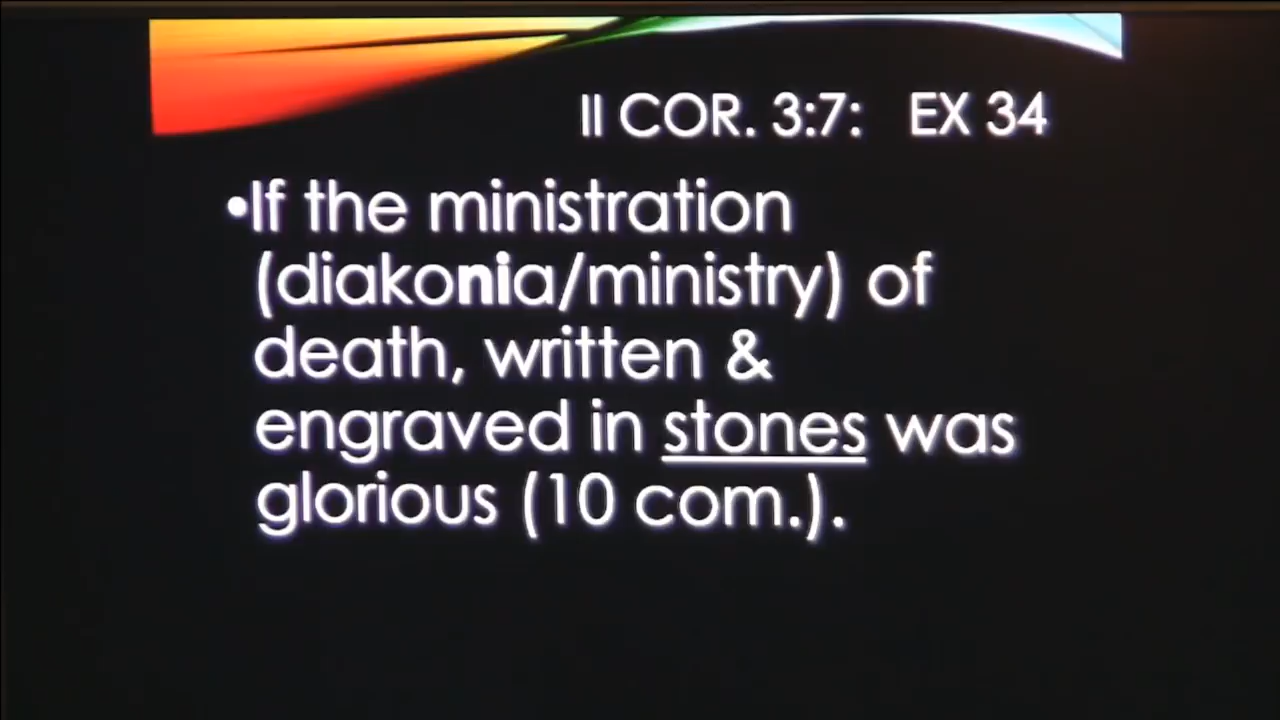 II COR. 3:7: EX 34
•If the ministration
(diakonia/ministry) of
death, written &
engraved in stones was
glorious (10 com.).